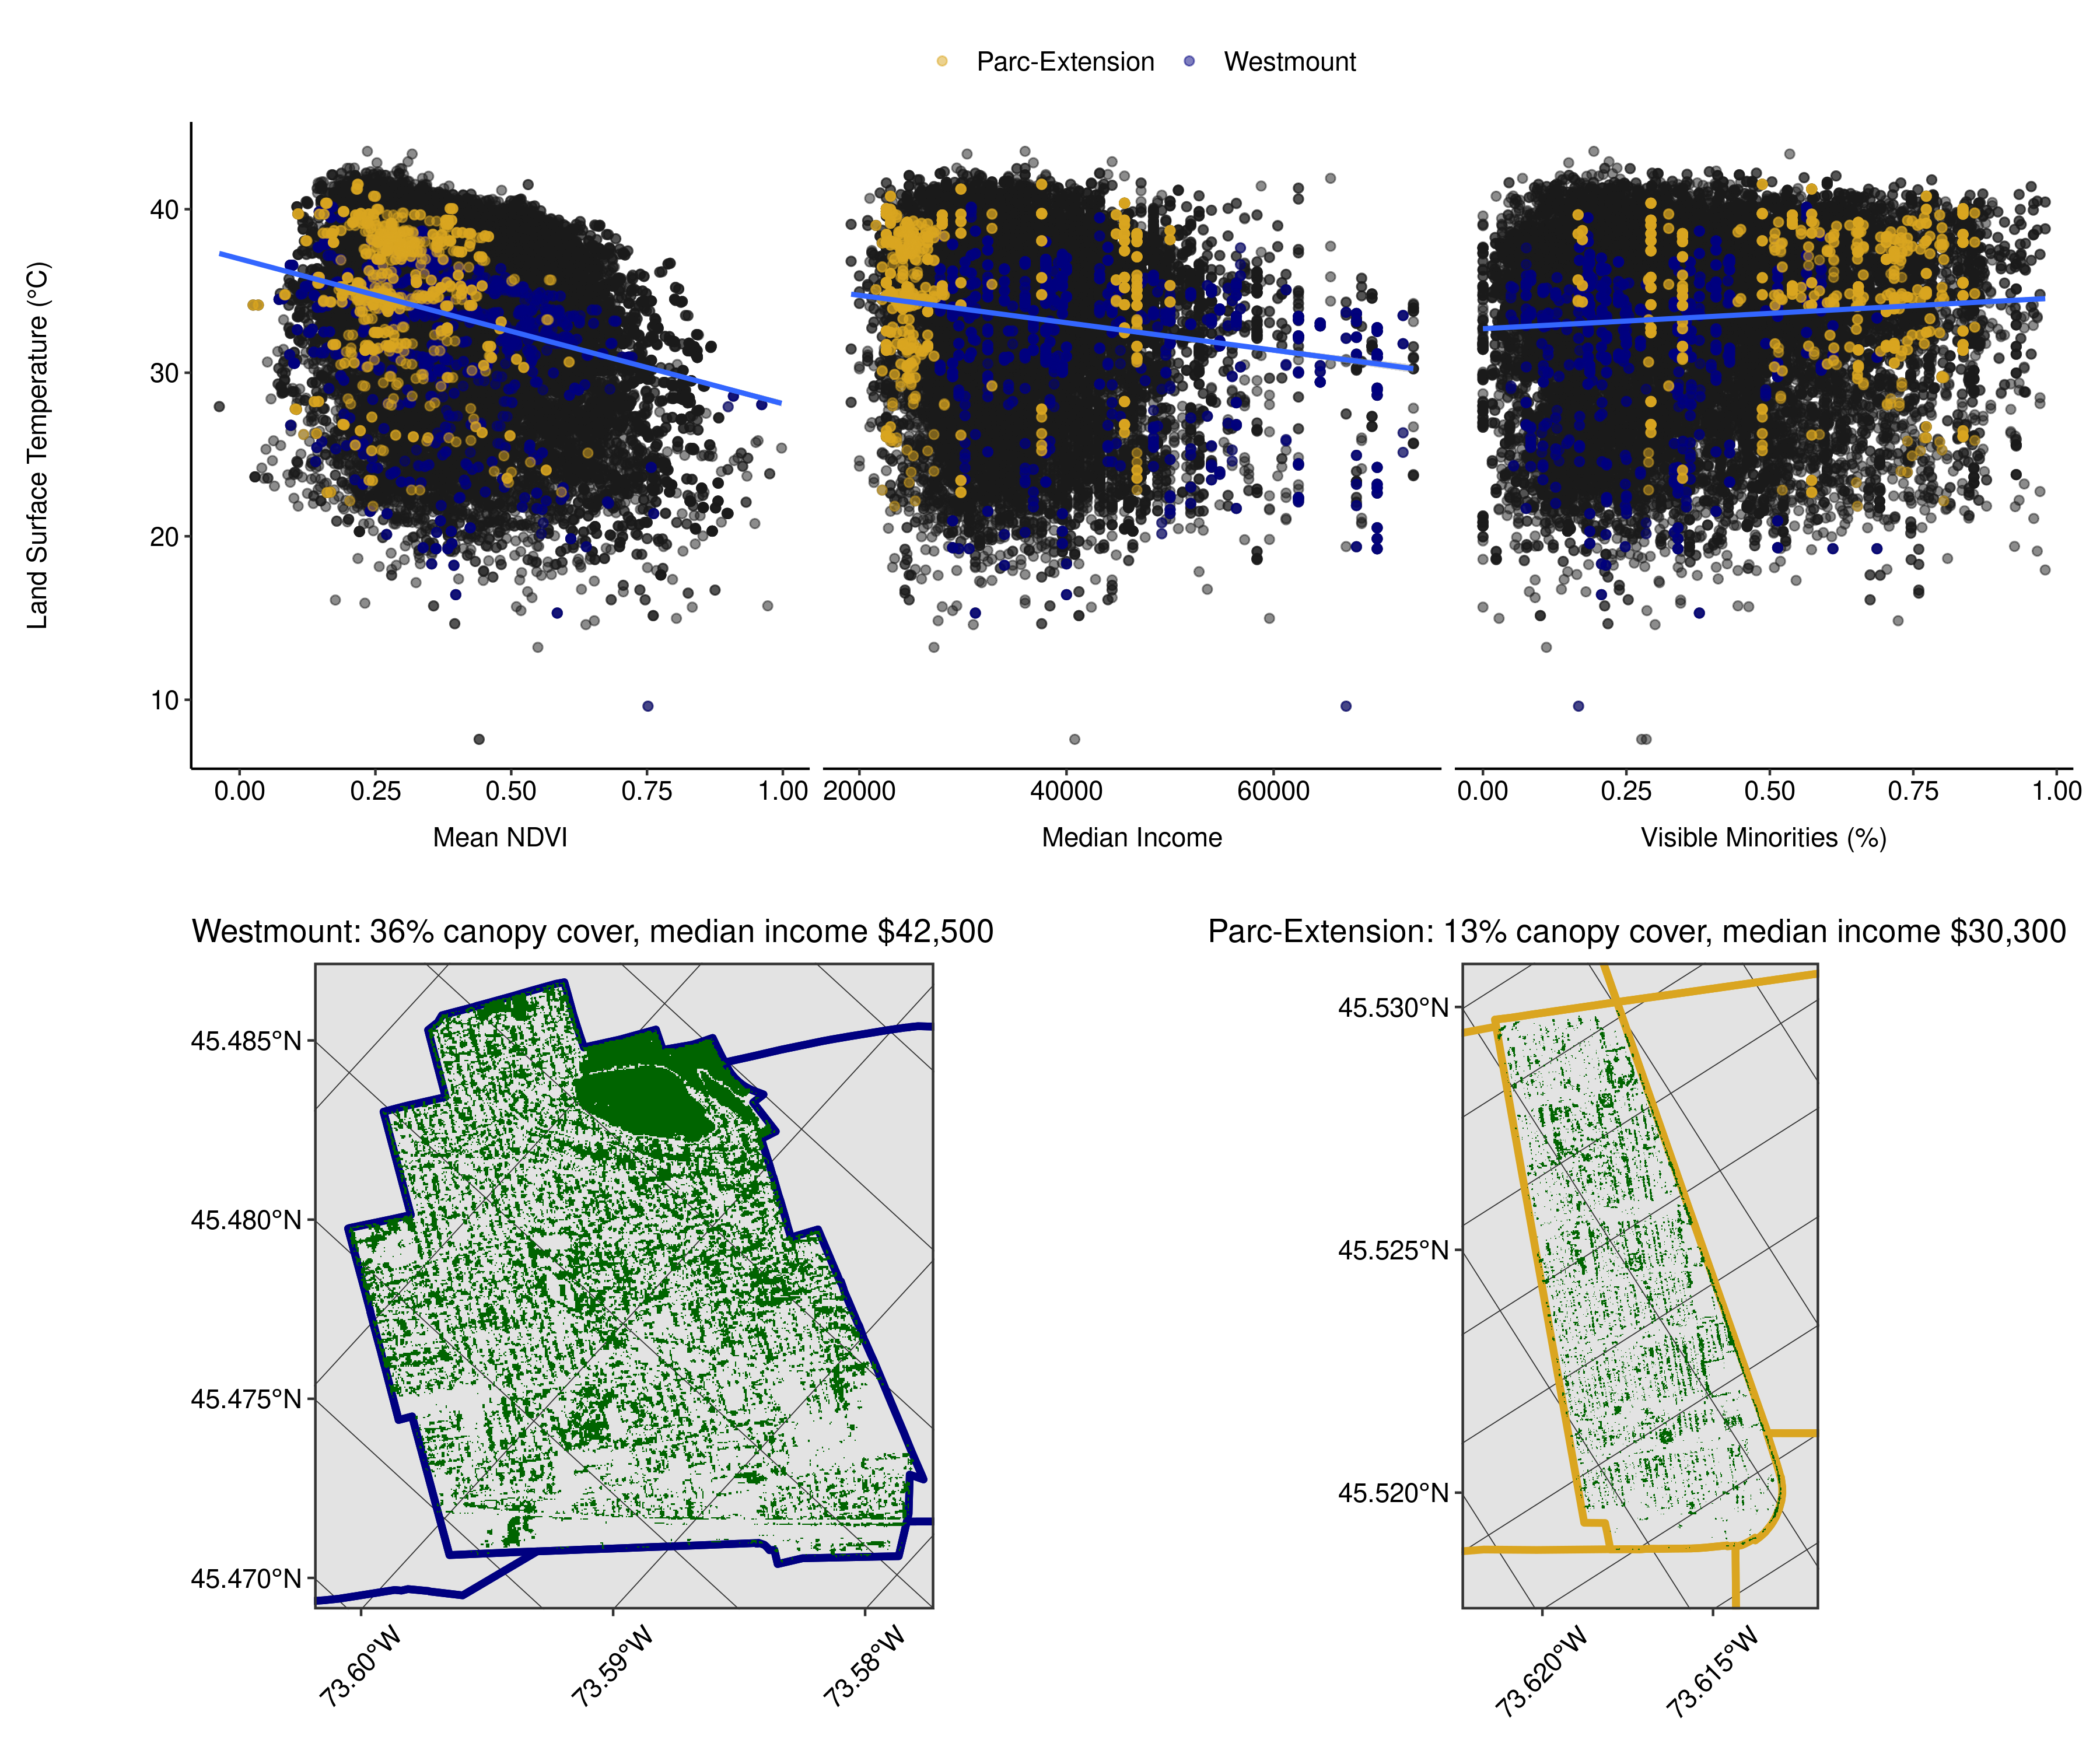 Parc-Extension Westmount
Land Surface Temperature (°C)
40
30
20
10
0.00 0.25 0.50 0.75 1.00 20000 40000 60000 0.00 0.25 0.50 0.75 1.00
Mean NDVI Median Income Visible Minorities (%)
Westmount: 36% canopy cover, median income $42,500
45.485°N
45.480°N
45.475°N
45.470°N
73.60°W 73.59°W 73.58°W
Parc-Extension: 13% canopy cover, median income $30,300
45.530°N
45.525°N
45.520°N
73.620°W 73.615°W